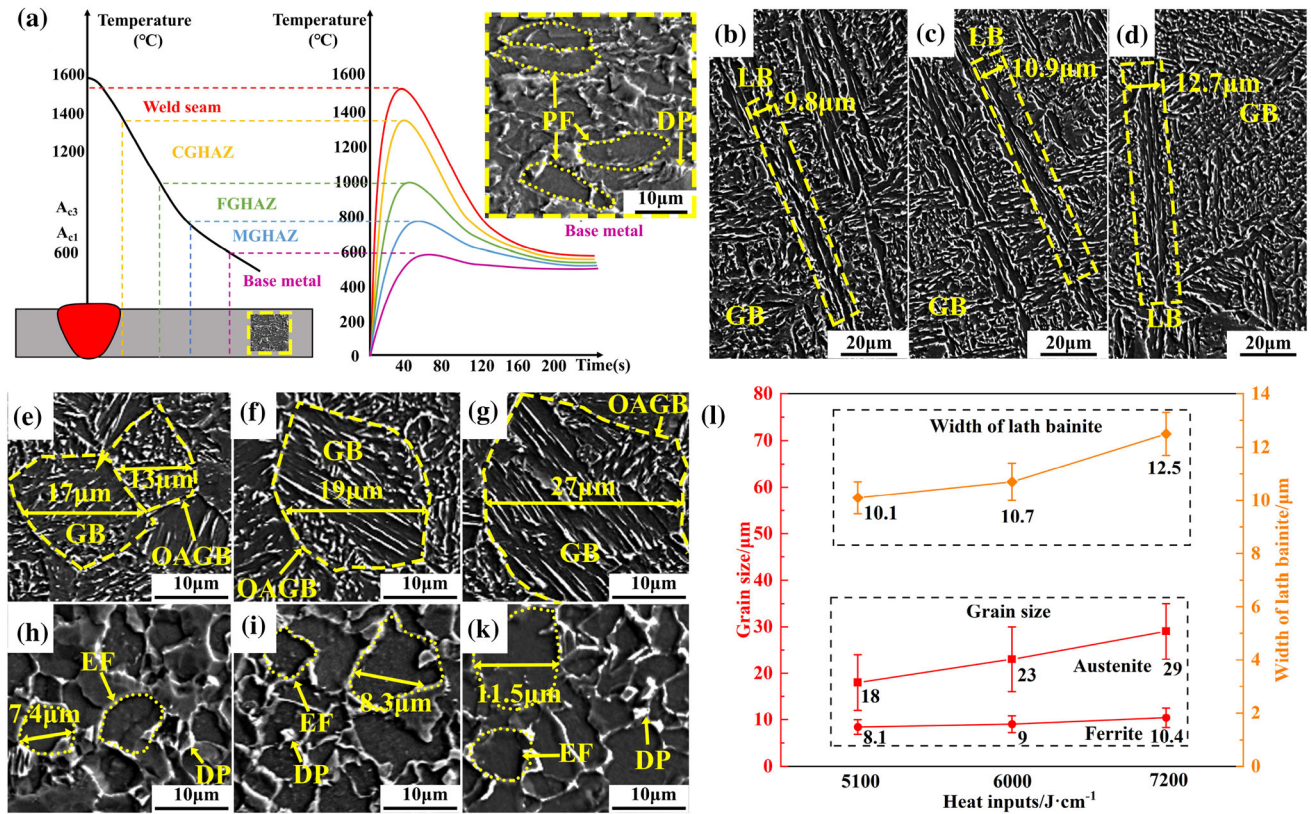 (a)
Temperature
(℃)
1600
1400
1200
Ac3
Ac1
600
Weld seam
CGHAZ
FGHAZ
MGHAZ
Base metal
Temperature
(℃)
1600
1400
1200
1000
800
600
400
200
0
40
80
120
160
200
Time(s)
Base metal
PF
DP
10μm
(b)
LB
9.8μm
GB
20μm
(c)
LB
10.9μm
GB
20μm
(d)
12.7μm
GB
LB
20μm
(e)
17μm
13μm
GB
OAGB
10μm
(f)
GB
19μm
OAGB
10μm
(g)
OAGB
27μm
GB
10μm
(h)
EF
7.4μm
DP
10μm
(i)
8.3μm
EF
DP
10μm
(k)
11.5μm
EF
DP
10μm
(l)
Grain size/μm
80
70
60
50
40
30
20
10
0
Width of lath bainite
10.1
10.7
12.5
Grain size
Austenite
18
23
29
Ferrite
8.1
9
10.4
5100
6000
7200
Heat inputs/J·cm-1
14
12
10
8
6
4
2
0
Width of lath bainite/μm